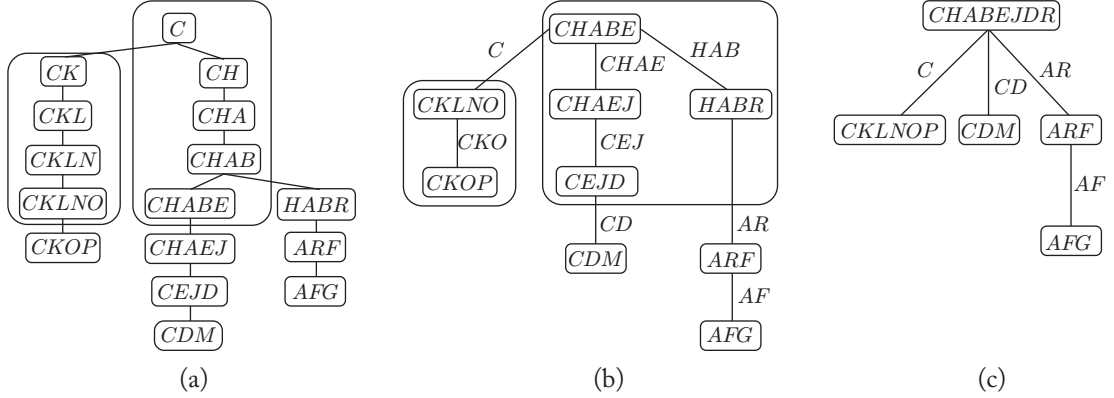 C
CK
CH
CKL
CHA
CKLN
CHAB
CKLNO
CHABE
HABR
CKOP
CHAEJ
ARF
CEJD
AFG
CDM
(a)
CHABE
C
CHAE
HAB
CKLNO
CHAEJ
HABR
CKO
CEJ
CKOP
CEJD
CD
AR
CDM
ARF
AF
AFG
(b)
CHABEJDR
C
CD
AR
CKLNOP
CDM
ARF
AF
AFG
(c)